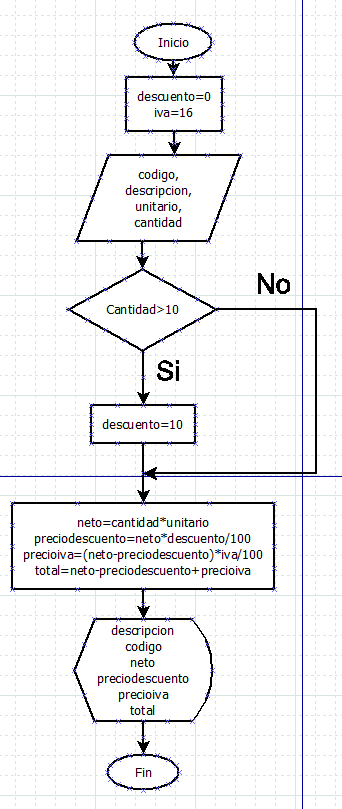 Inicio
descuento=0
iva=16
codigo,
descripcion,
unitario,
cantidad
Cantidad>10
No
Si
descuento=10
neto=cantidad*unitario
preciodescuento=neto*descuento/100
precioiva=(neto-preciodescuento)*iva/100
total=neto-preciodescuento+precioiva
descripcion
codigo
neto
preciodescuento
precioiva
total
Fin